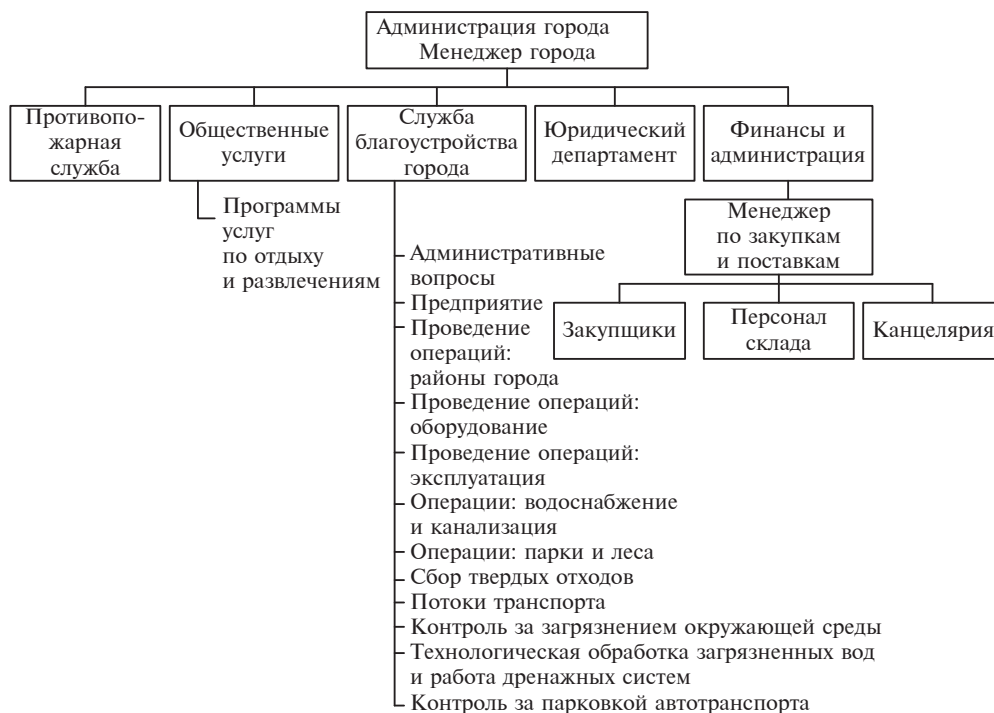 Администрация города
Менеджер города
Противопо-
жарная
служба
Общественные
услуги
Служба
благоустройства
города
Юридический
департамент
Финансы и
администрация
Программы
услуг
по отдыху
и развлечениям
Административные
вопросы
Предприятие
Проведение
операций:
районы города
Проведение операций:
оборудование
Проведение операций:
эксплуатация
Операции: водоснабжение
и канализация
Операции: парки и леса
Сбор твердых отходов
Потоки транспорта
Контроль за загрязнением окружающей среды
Технологическая обработка загрязненных вод
и работа дренажных систем
Контроль за парковкой автотранспорта
Менеджер
по закупкам
и поставкам
Закупщики
Персонал
склада
Канцелярия